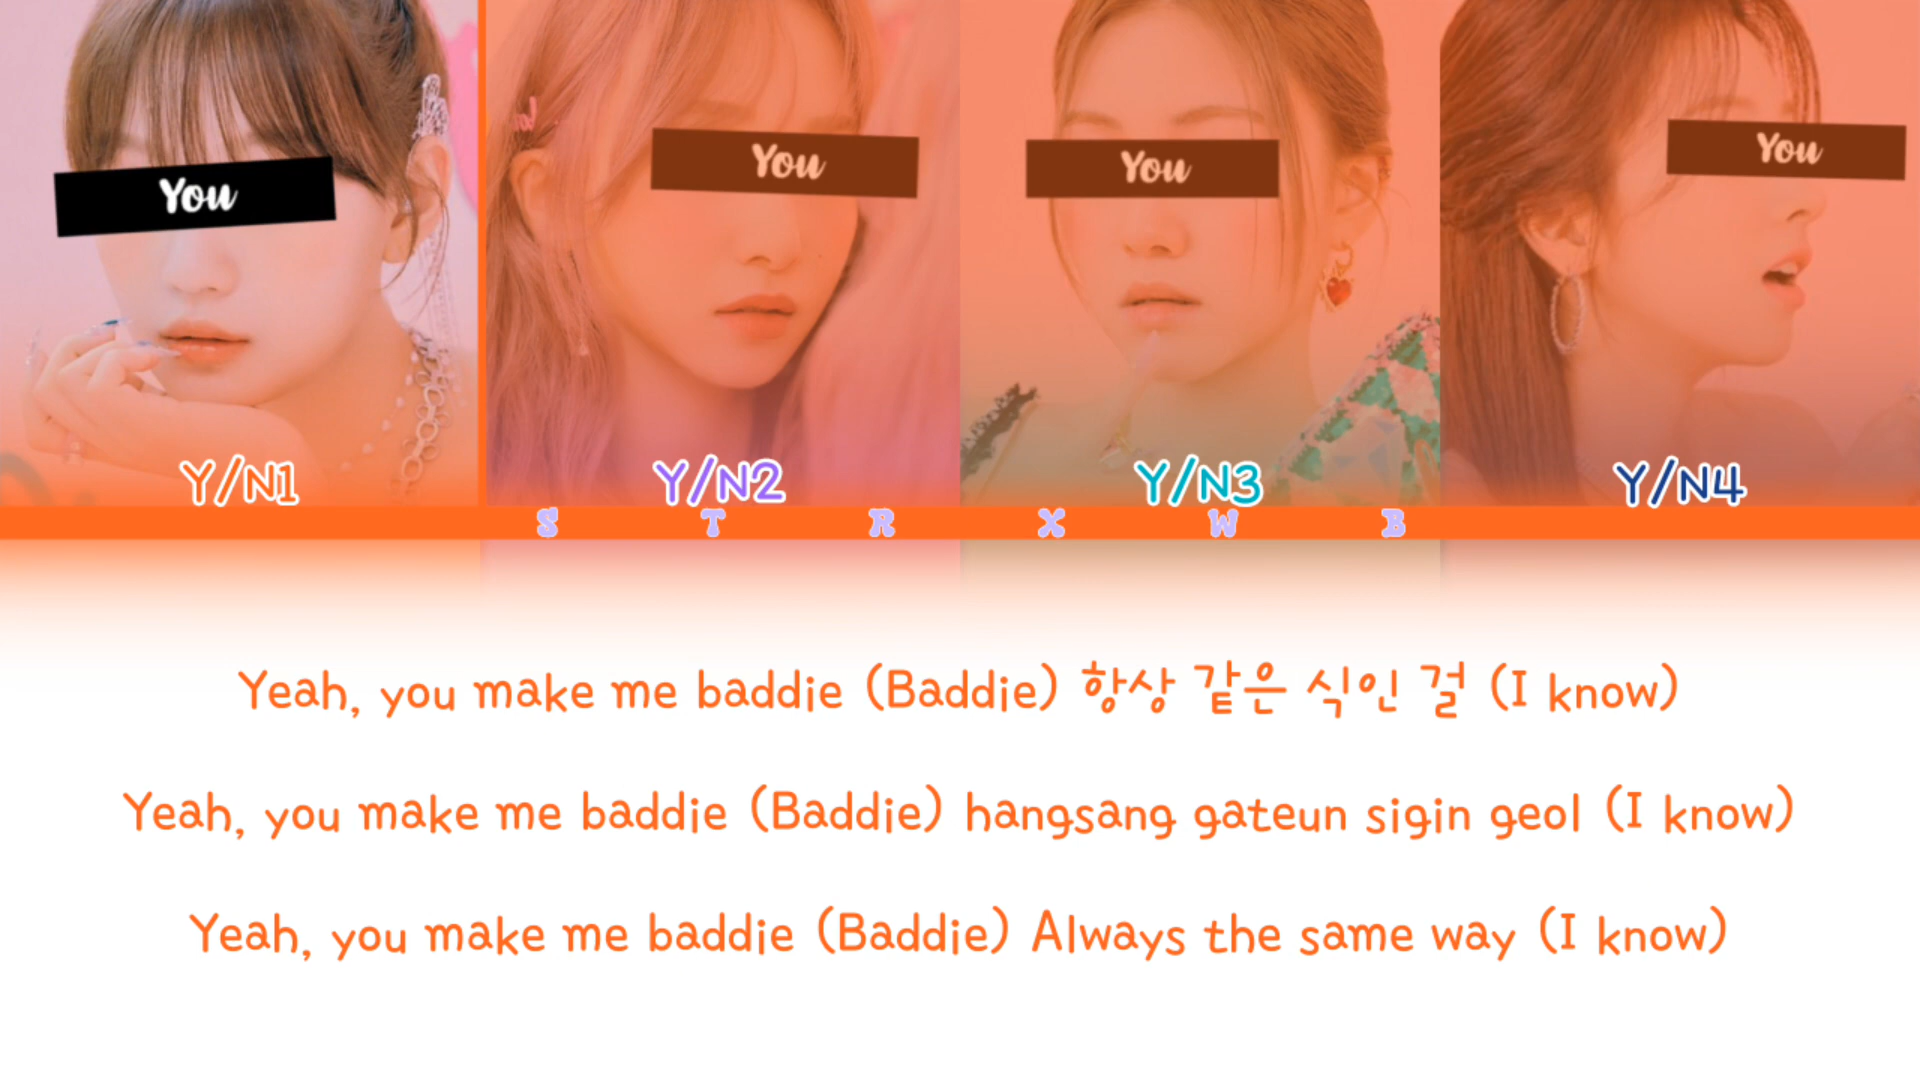 You
You
You
You
Y/N1
Y/N2
Y/N3
Y/N4
S T R X W B
Yeah, you make me baddie (Baddie) 항상 같은 식인 걸 (I know)
Yeah, you make me baddie (Baddie) hangsang gateun sigin geol (I know)
Yeah, you make me baddie (Baddie) Always the same way (I know)